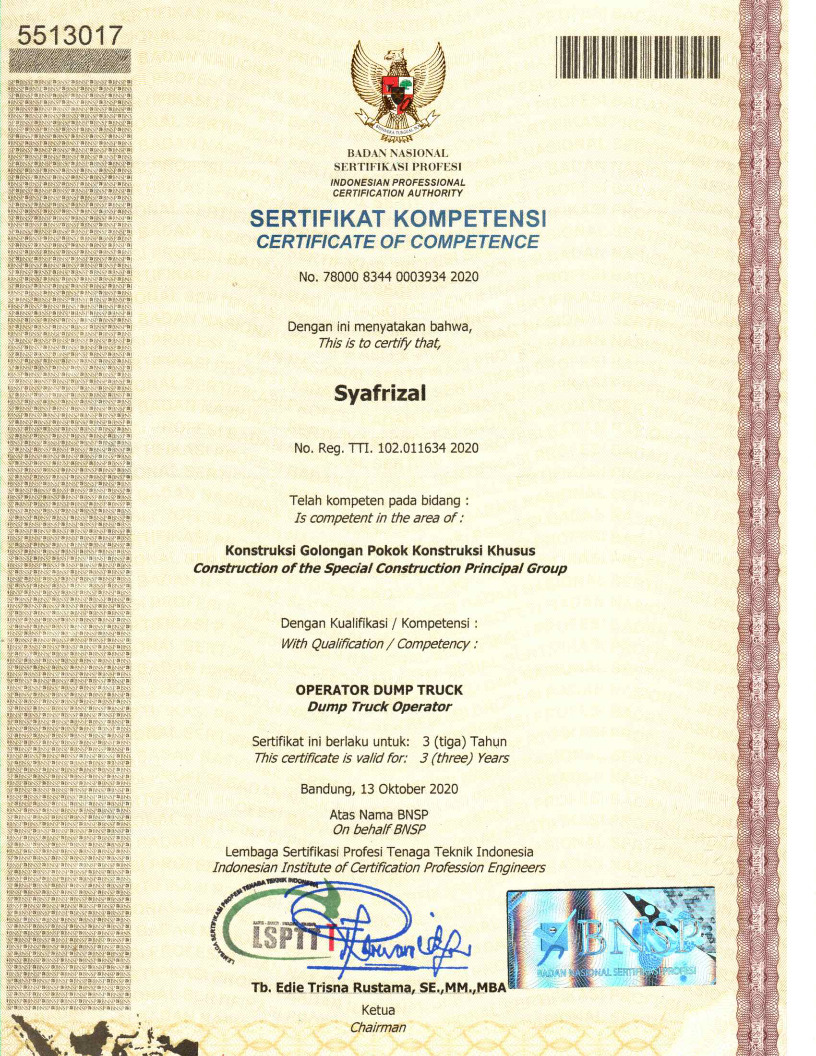 5513017
BADAN NASIONAL
SERTIFIKASI PROFESI
INDONESIAN PROFESSIONAL
CERTIFICATION AUTHORITY
SERTIFIKAT KOMPETENSI
CERTIFICATE OF COMPETENCE
No. 78000 8344 0003934 2020
Dengan ini menyatakan bahwa,
This is to certify that,
Syafrizal
No. Reg. TTI. 102.011634 2020
Telah kompeten pada bidang :
Is competent in the area of :
Konstruksi Golongan Pokok Konstruksi Khusus
Construction of the Special Construction Principal Group
Dengan Kualifikasi / Kompetensi :
With Qualification / Competency :
OPERATOR DUMP TRUCK
Dump Truck Operator
Sertifikat ini berlaku untuk: 3 (tiga) Tahun
This certificate is valid for: 3 (three) Years
Bandung, 13 Oktober 2020
Atas Nama BNSP
On behalf BNSP
Lembaga Sertifikasi Profesi Tenaga Teknik Indonesia
Indonesian Institute of Certification Profession Engineers
LEMBAGA SERTIFIKASI PROFESI TENAGA TEKNIK INDONESIA
LSPTTI
BNSP
BADAN NASIONAL SERTIFIKASI PROFESI
Tb. Edie Trisna Rustama, SE.,MM.,MBA
Ketua
Chairman